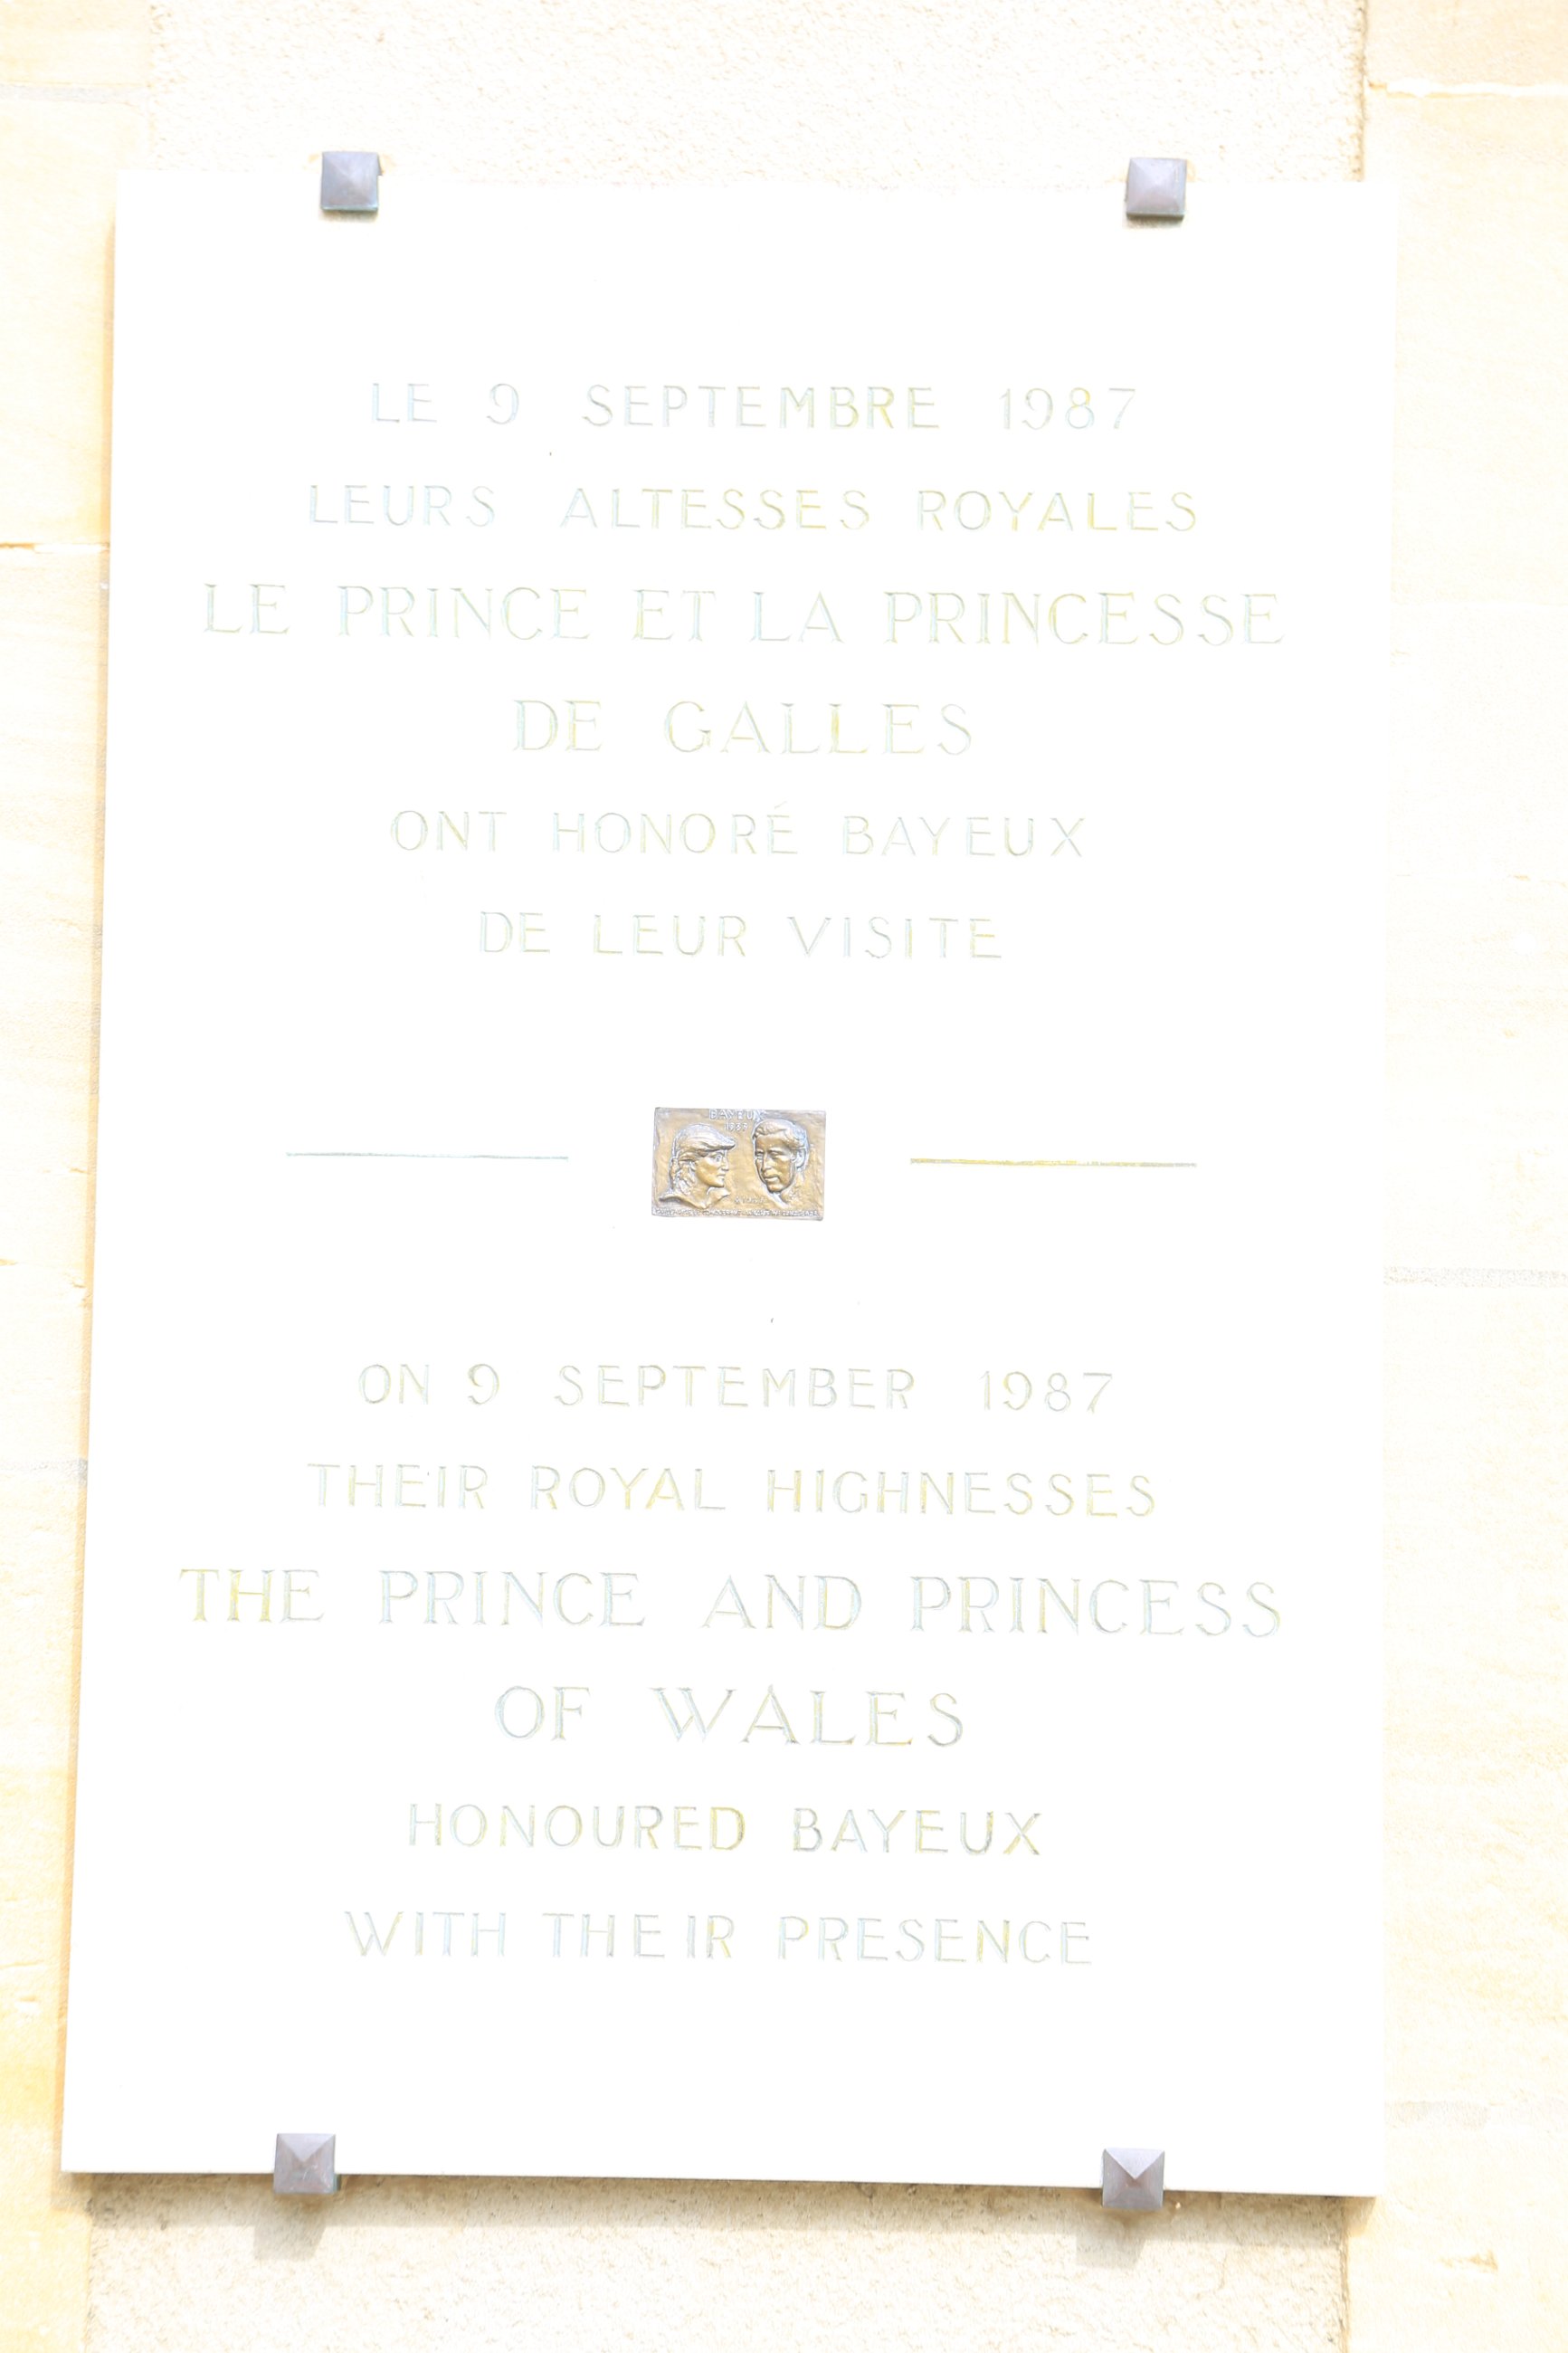 LE 9 SEPTEMBRE 1987
LEURS ALTESSES ROYALES
LE PRINCE ET LA PRINCESSE
DE GALLES
ONT HONORÉ BAYEUX
DE LEUR VISITE
BAYEUX
ON 9 SEPTEMBER 1987
THEIR ROYAL HIGHNESSES
THE PRINCE AND PRINCESS
OF WALES
HONOURED BAYEUX
WITH THEIR PRESENCE